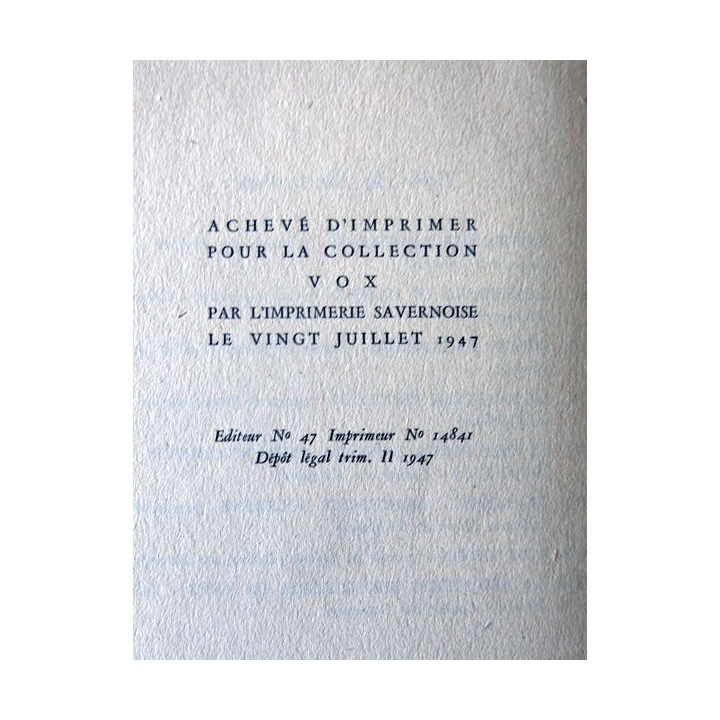 ACHEVÉ D'IMPRIMER
POUR LA COLLECTION
VOX
PAR L'IMPRIMERIE SAVERNOISE
LE VINGT JUILLET 1947
Editeur No 47 Imprimeur No 14841
Dépôt légal trim. II 1947